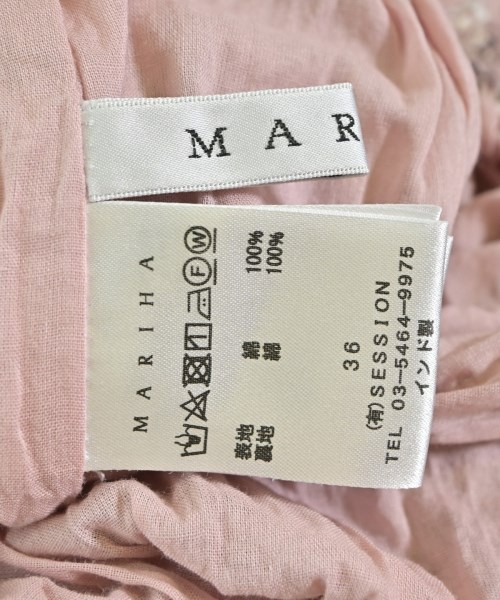 MAR
MARIHA
F W
表地 綿 100%
裏地 綿 100%
36
(有)SESSION
TEL 03-5464-9975
インド製